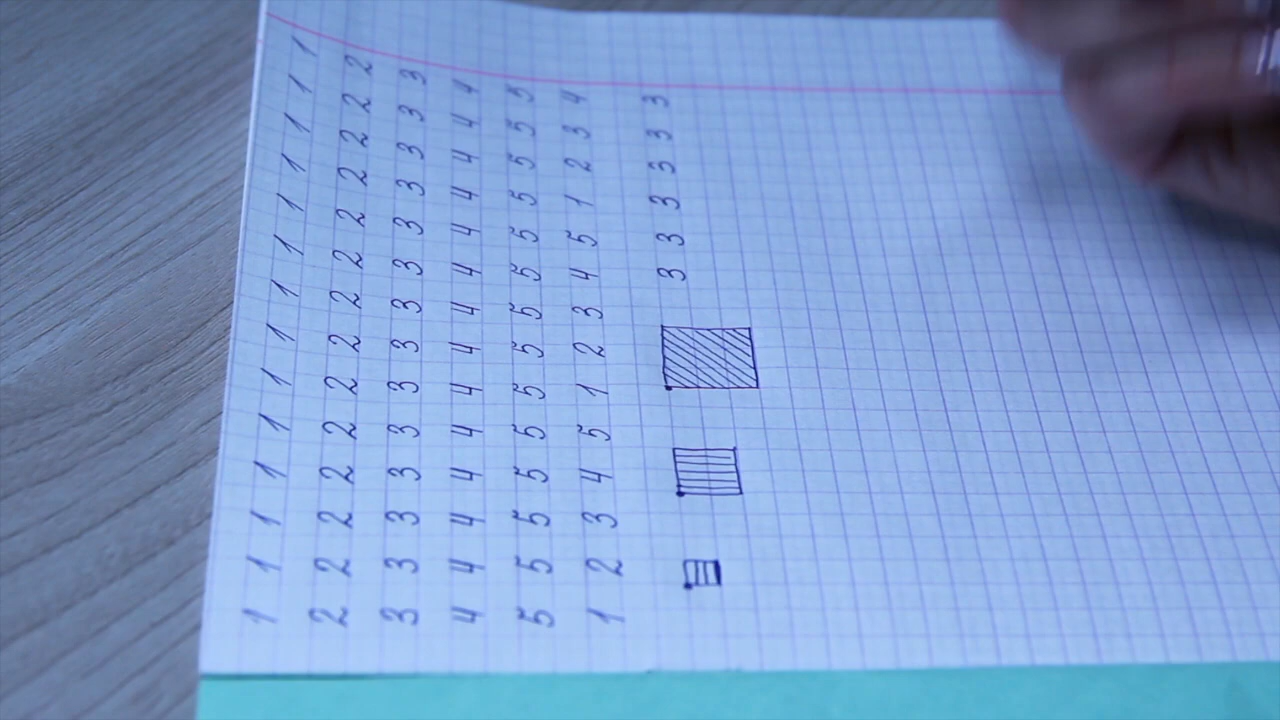 1 1 1 1 1 1 1 1 1 1 1 1 1 1
2 2 2 2 2 2 2 2 2 2 2 2 2 2
3 3 3 3 3 3 3 3 3 3 3 3 3 3
4 4 4 4 4 4 4 4 4 4 4 4 4 4
5 5 5 5 5 5 5 5 5 5 5 5 5 5
1 2 3 4 5 1 2 3 4 5 1 2 3 4
3 3 3 3 3 3